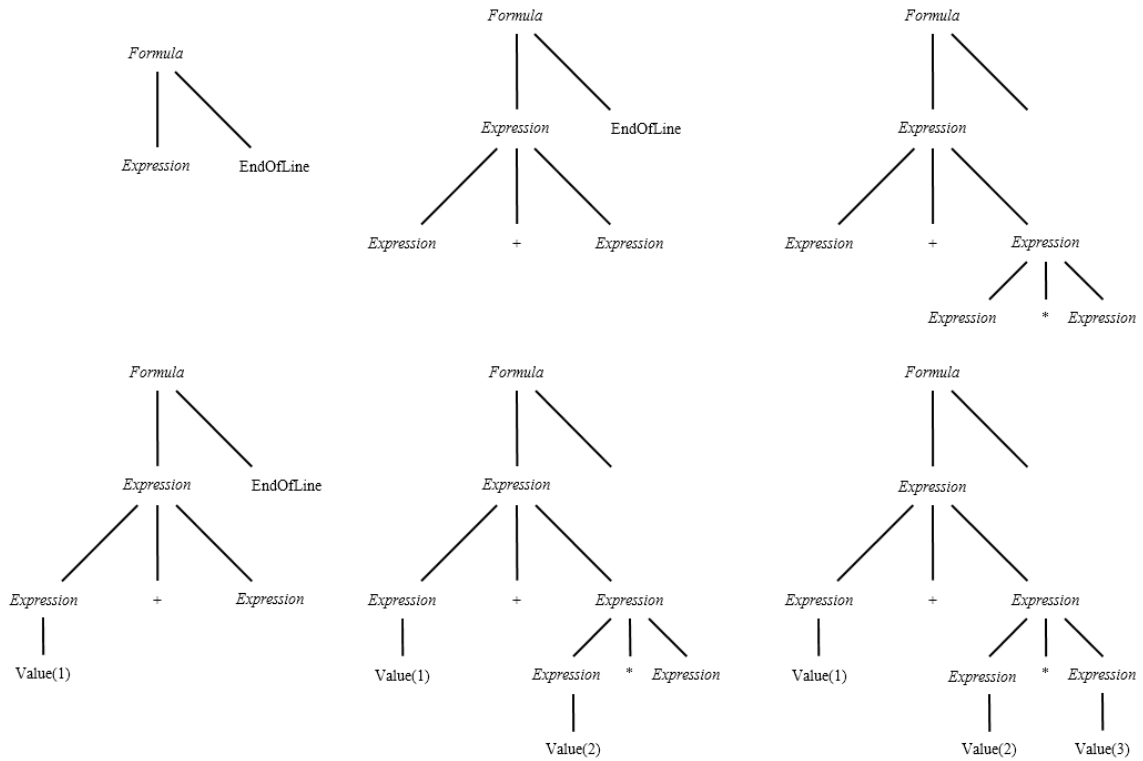 Formula
Expression EndOfLine
Formula
Expression EndOfLine
Expression + Expression
Formula
Expression
Expression + Expression
Expression * Expression
Formula
Expression EndOfLine
Expression + Expression
Value(1)
Formula
Expression
Expression + Expression
Value(1) Expression * Expression
Value(2)
Formula
Expression
Expression + Expression
Value(1) Expression * Expression
Value(2) Value(3)